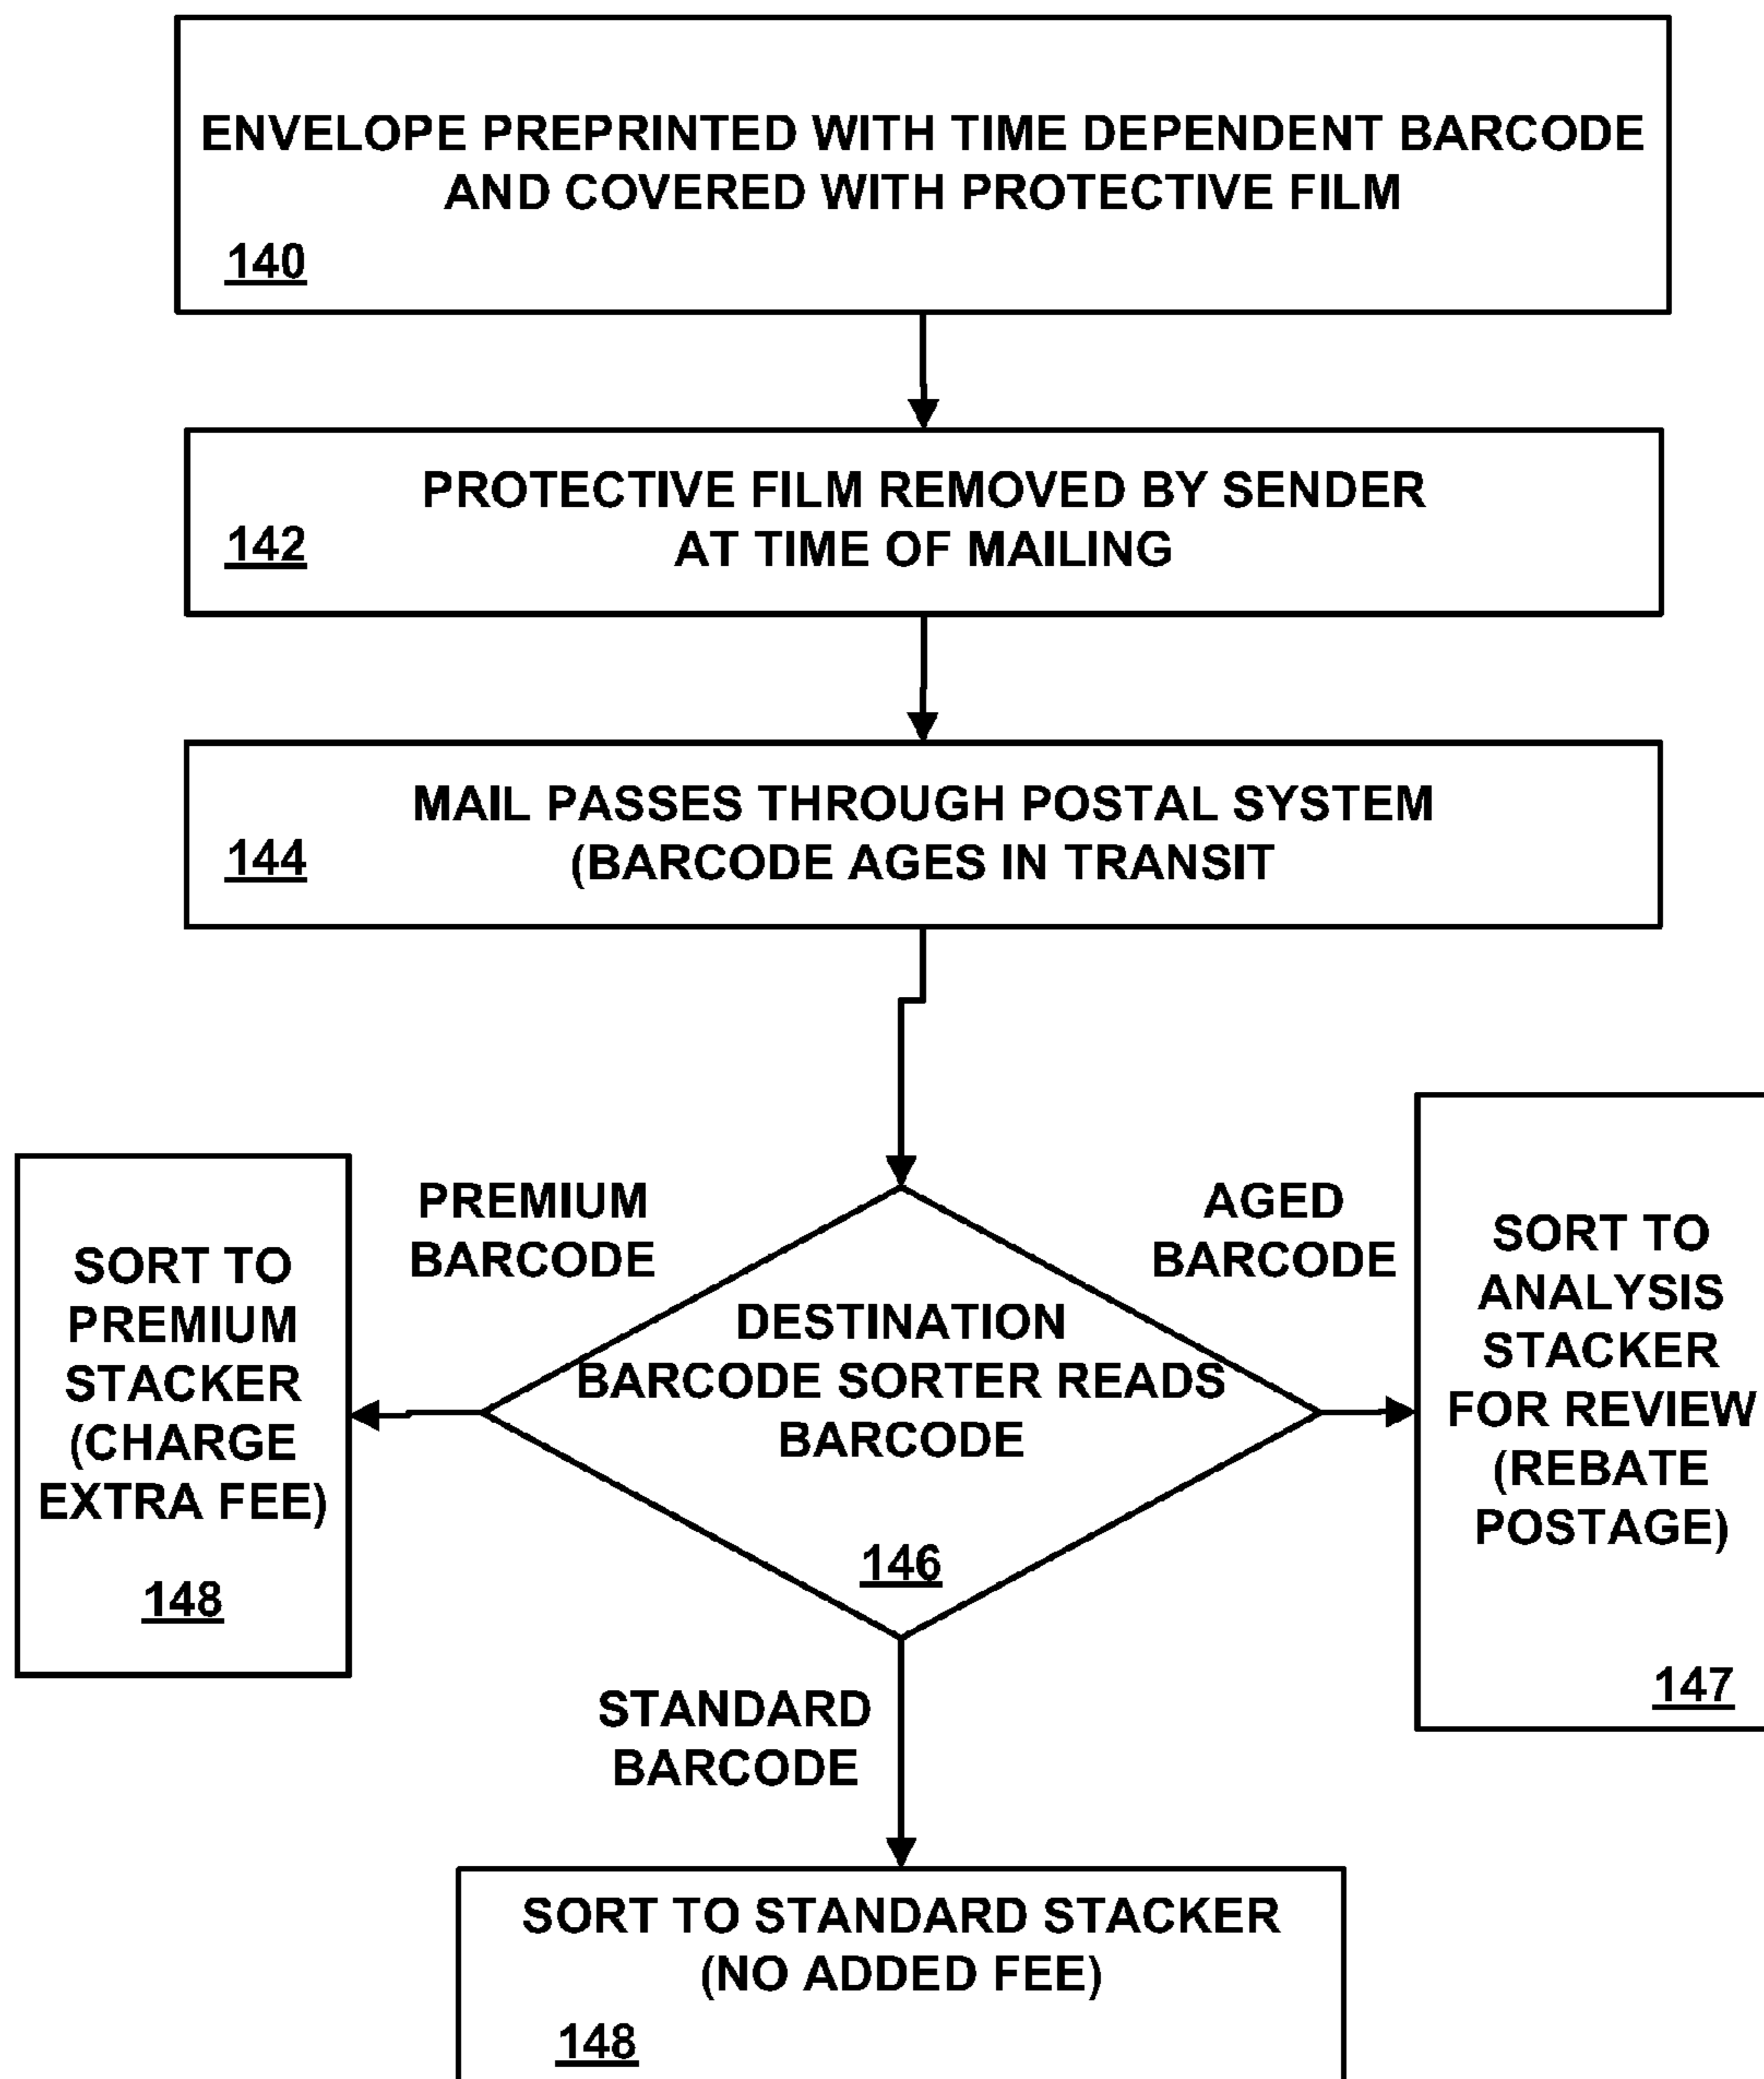 ENVELOPE PREPRINTED WITH TIME DEPENDENT BARCODE
AND COVERED WITH PROTECTIVE FILM
140
PROTECTIVE FILM REMOVED BY SENDER
AT TIME OF MAILING
142
MAIL PASSES THROUGH POSTAL SYSTEM
(BARCODE AGES IN TRANSIT
144
PREMIUM
BARCODE
AGED
BARCODE
SORT TO
PREMIUM
STACKER
(CHARGE
EXTRA FEE)
148
DESTINATION
BARCODE SORTER READS
BARCODE
146
SORT TO
ANALYSIS
STACKER
FOR REVIEW
(REBATE
POSTAGE)
147
STANDARD
BARCODE
SORT TO STANDARD STACKER
(NO ADDED FEE)
148